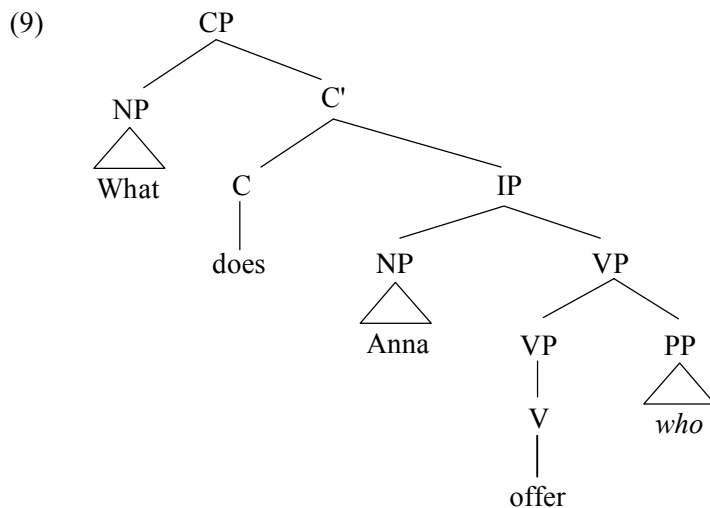 (9) CP
NP C'
What C IP
does NP VP
Anna VP PP
V who
offer